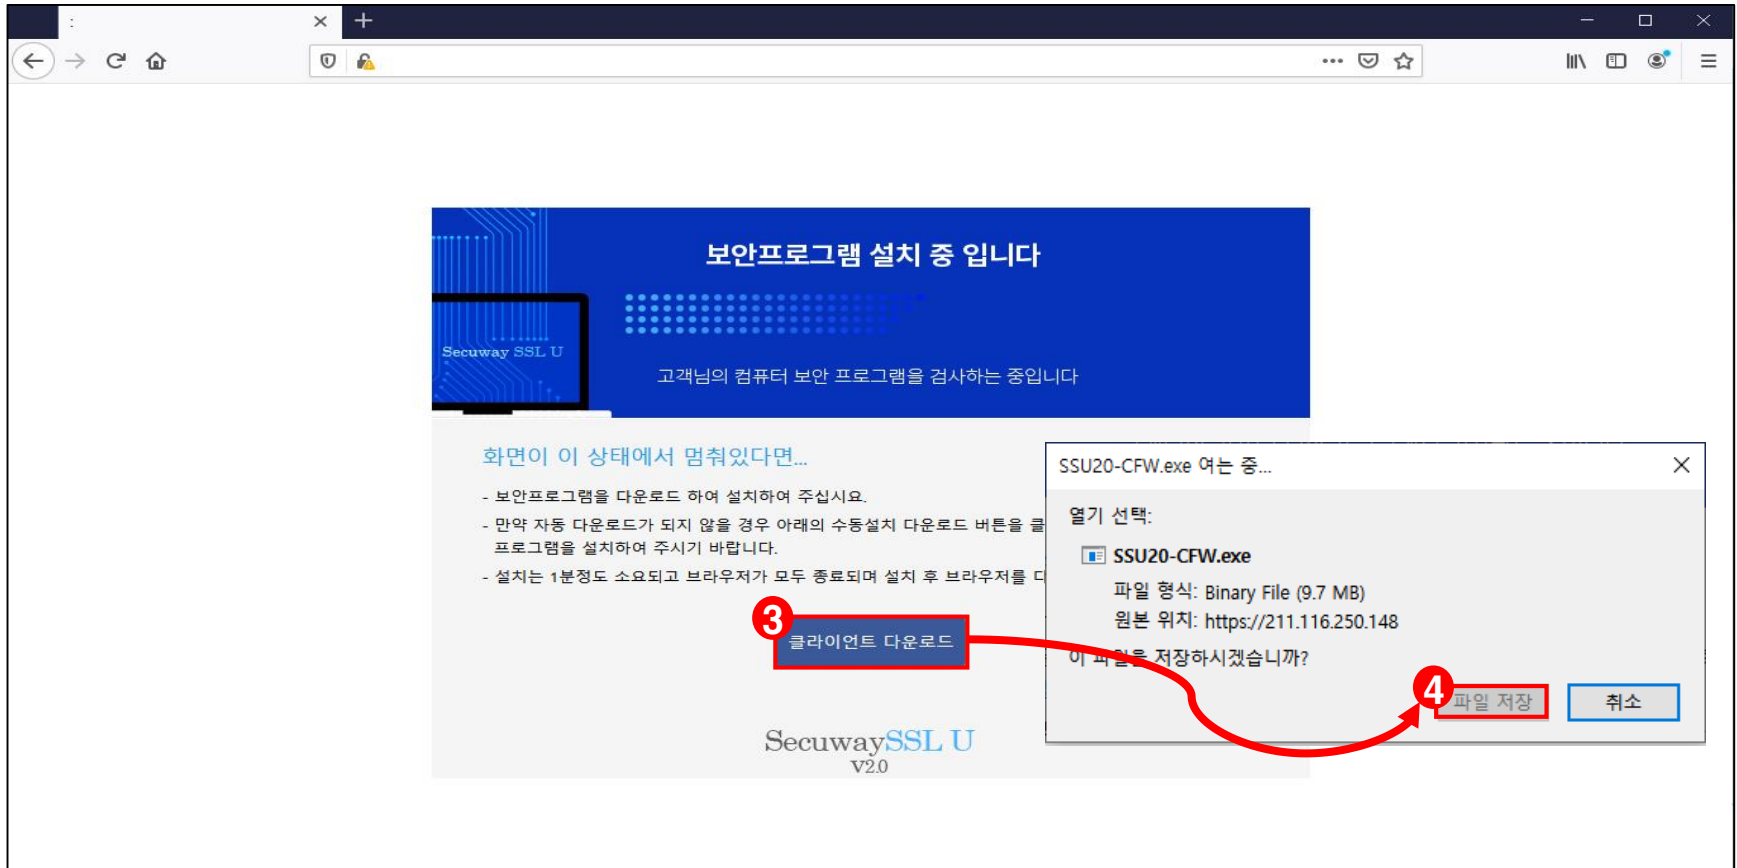 :
보안프로그램 설치 중 입니다
Secuway SSL U
고객님의 컴퓨터 보안 프로그램을 검사하는 중입니다
화면이 이 상태에서 멈춰있다면...
- 보안프로그램을 다운로드 하여 설치하여 주십시요.
- 만약 자동 다운로드가 되지 않을 경우 아래의 수동설치 다운로드 버튼을 클
프로그램을 설치하여 주시기 바랍니다.
- 설치는 1분정도 소요되고 브라우저가 모두 종료되며 설치 후 브라우저를 다
3
클라이언트 다운로드
SecuwaySSL U
V2.0
SSU20-CFW.exe 여는 중...
열기 선택:
SSU20-CFW.exe
파일 형식: Binary File (9.7 MB)
원본 위치: https://211.116.250.148
이 파일을 저장하시겠습니까?
4
파일 저장
취소